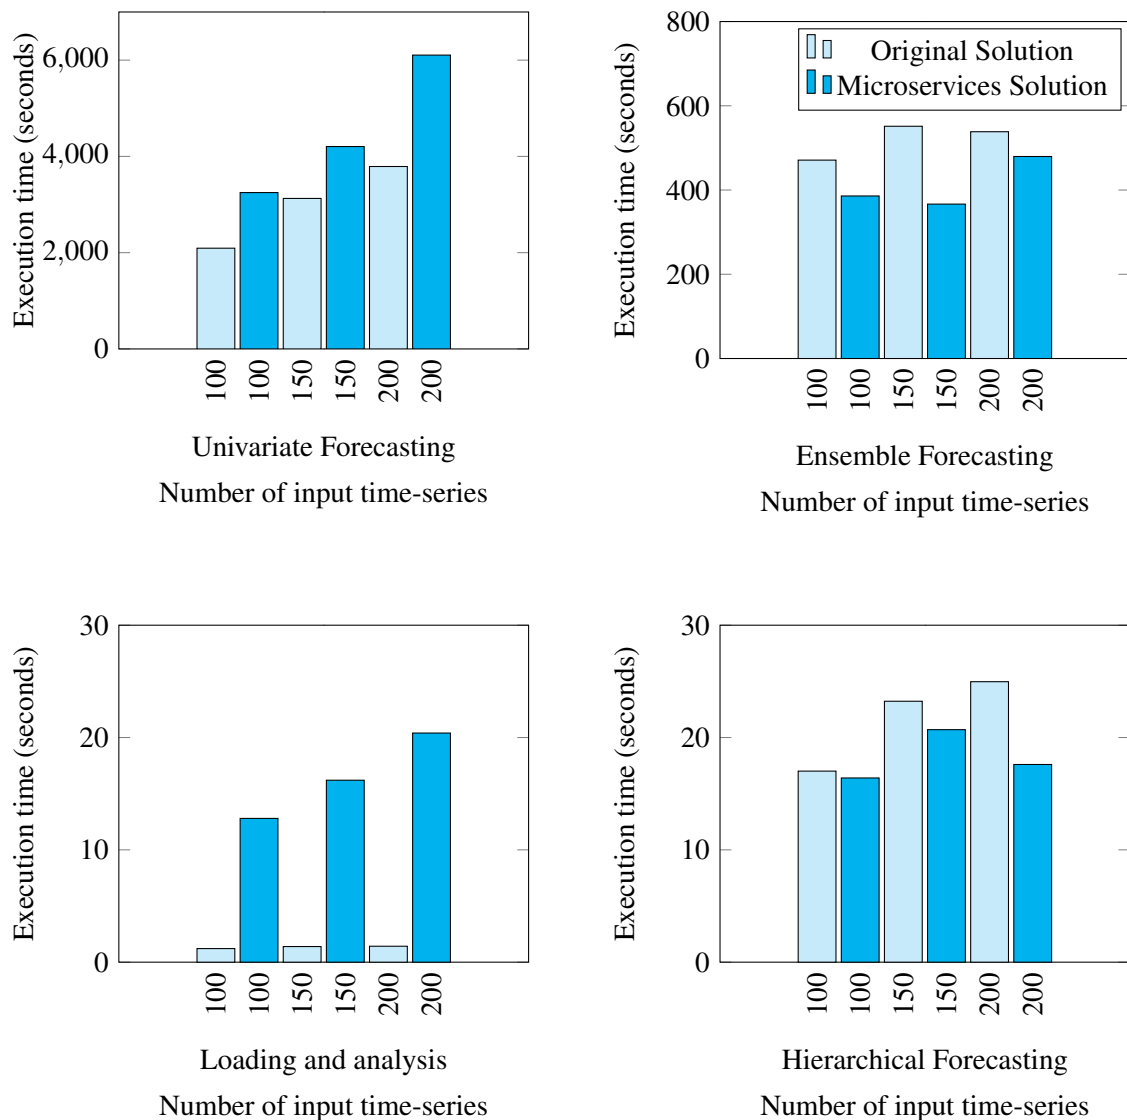 6,000
4,000
2,000
0
Execution time (seconds)
100
100
150
150
200
200
Univariate Forecasting
Number of input time-series
800
600
400
200
0
Execution time (seconds)
Original Solution
Microservices Solution
100
100
150
150
200
200
Ensemble Forecasting
Number of input time-series
30
20
10
0
Execution time (seconds)
100
100
150
150
200
200
Loading and analysis
Number of input time-series
30
20
10
0
Execution time (seconds)
100
100
150
150
200
200
Hierarchical Forecasting
Number of input time-series